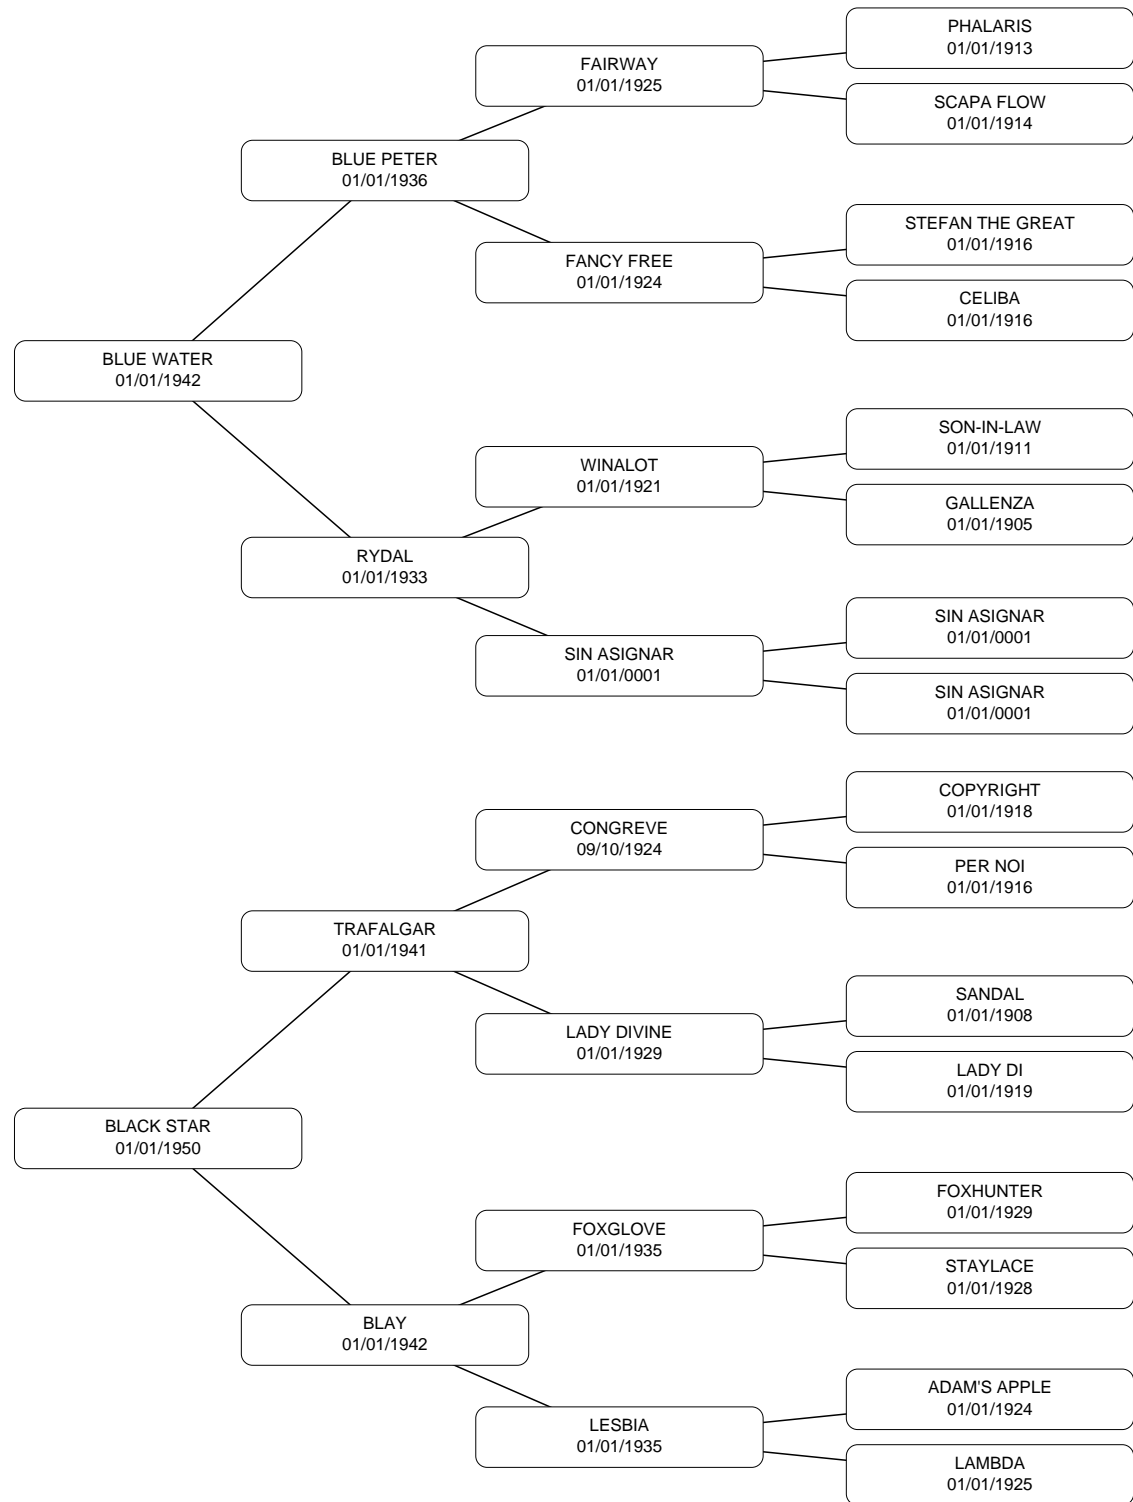 PHALARIS
01/01/1913
FAIRWAY
01/01/1925
SCAPA FLOW
01/01/1914
BLUE PETER
01/01/1936
STEFAN THE GREAT
01/01/1916
FANCY FREE
01/01/1924
CELIBA
01/01/1916
BLUE WATER
01/01/1942
SON-IN-LAW
01/01/1911
WINALOT
01/01/1921
GALLENZA
01/01/1905
RYDAL
01/01/1933
SIN ASIGNAR
01/01/0001
SIN ASIGNAR
01/01/0001
SIN ASIGNAR
01/01/0001
COPYRIGHT
01/01/1918
CONGREVE
09/10/1924
PER NOI
01/01/1916
TRAFALGAR
01/01/1941
SANDAL
01/01/1908
LADY DIVINE
01/01/1929
LADY DI
01/01/1919
BLACK STAR
01/01/1950
FOXHUNTER
01/01/1929
FOXGLOVE
01/01/1935
STAYLACE
01/01/1928
BLAY
01/01/1942
ADAM'S APPLE
01/01/1924
LESBIA
01/01/1935
LAMBDA
01/01/1925